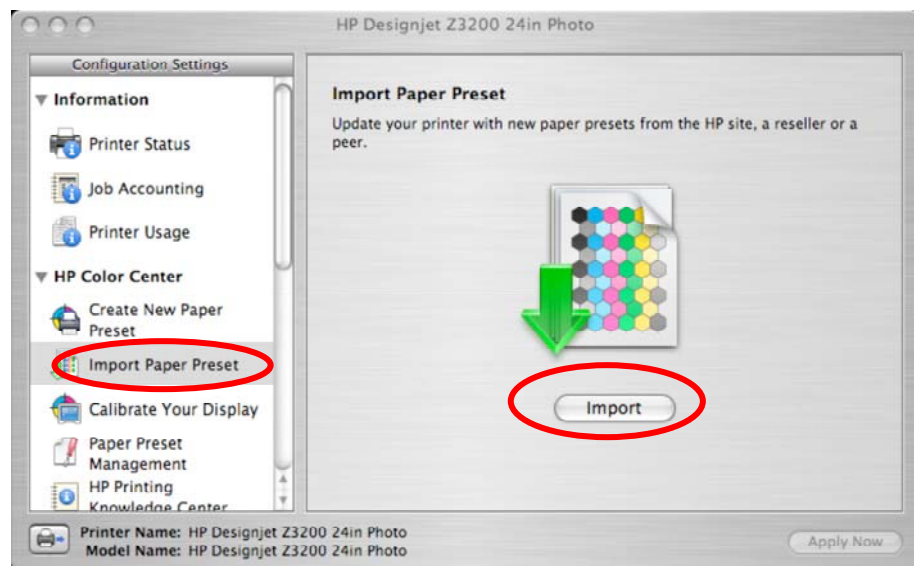 HP Designjet Z3200 24in Photo
Configuration Settings
Information
Printer Status
Job Accounting
Printer Usage
HP Color Center
Create New Paper
Preset
Import Paper Preset
Calibrate Your Display
Paper Preset
Management
HP Printing
Knowledge Center
Import Paper Preset
Update your printer with new paper presets from the HP site, a reseller or a
peer.
Import
Printer Name: HP Designjet Z3200 24in Photo
Model Name: HP Designjet Z3200 24in Photo
Apply Now